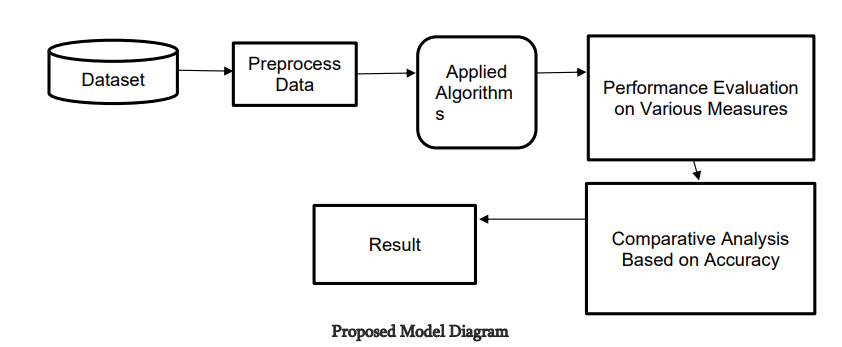 Dataset
Preprocess
Data
Applied
Algorithm
s
Performance Evaluation
on Various Measures
Comparative Analysis
Based on Accuracy
Result
Proposed Model Diagram